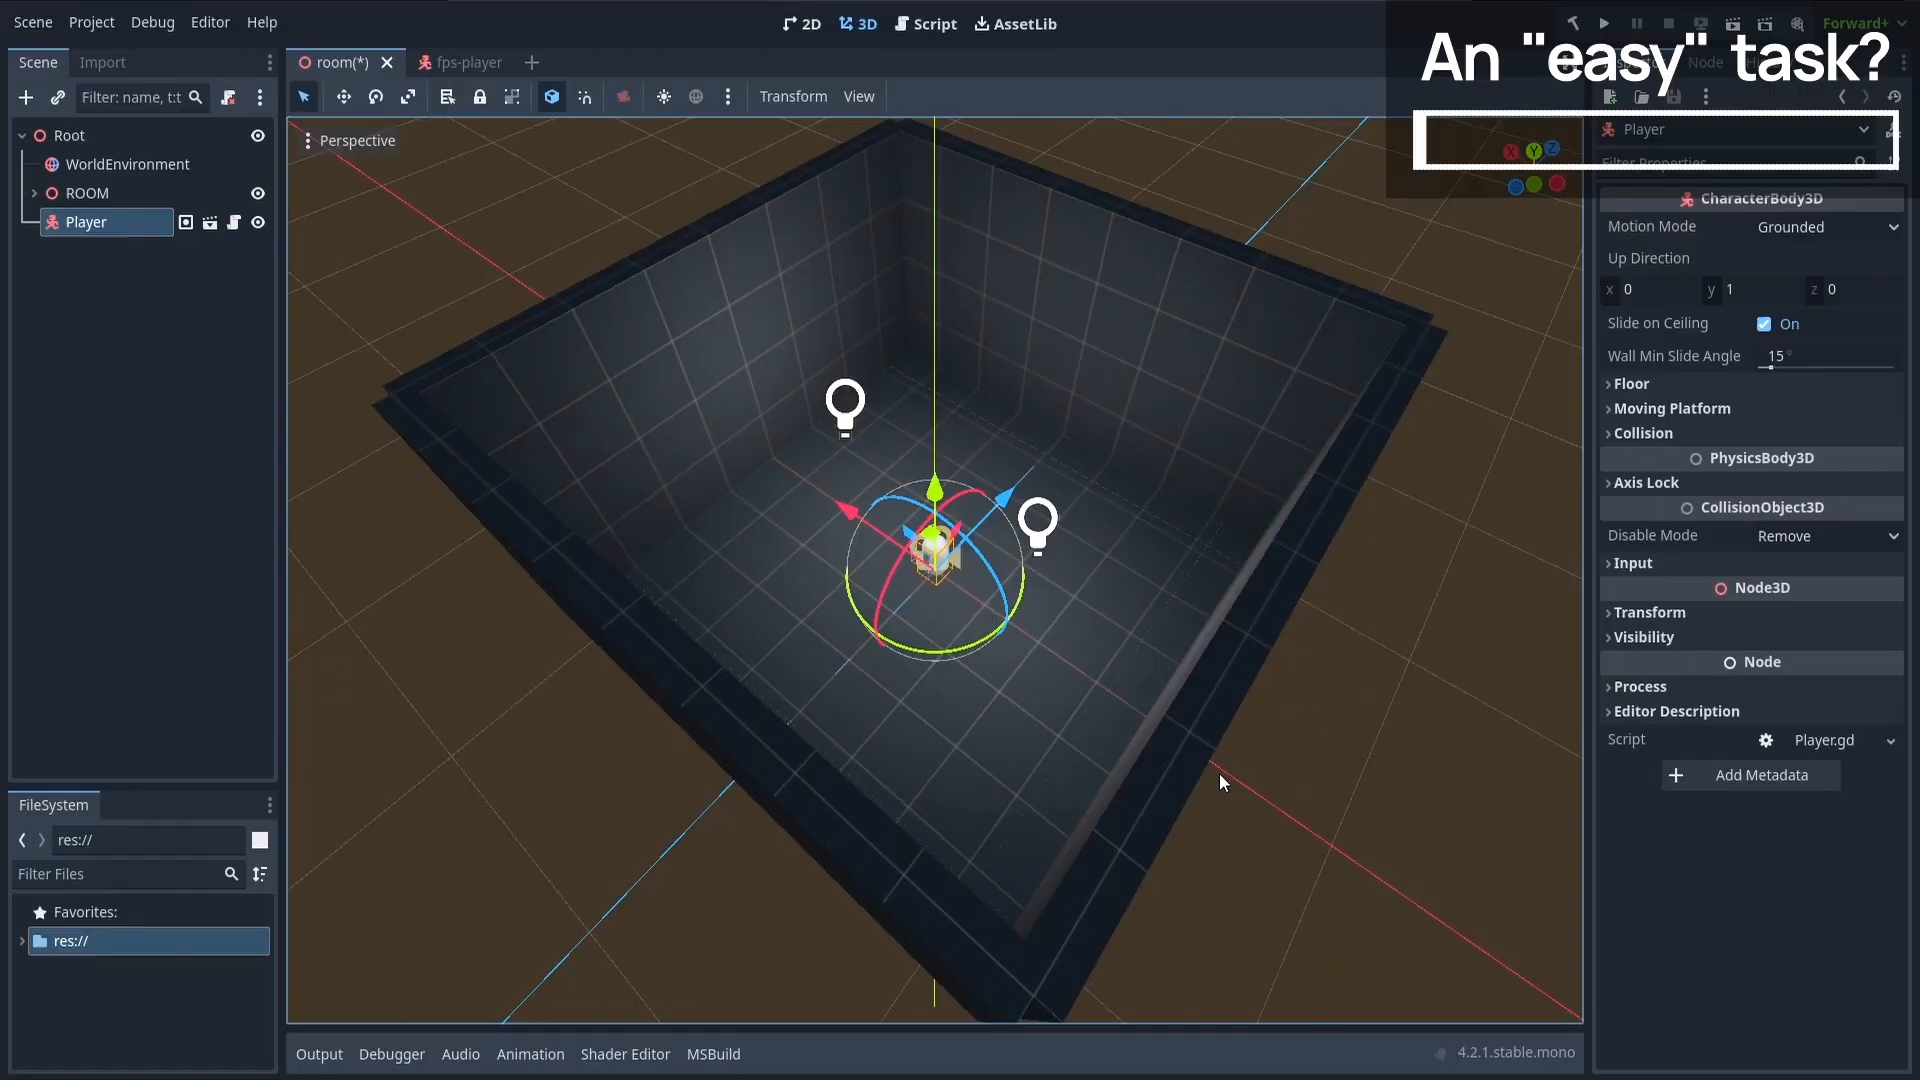 Scene Project Debug Editor Help
2D 3D Script AssetLib
Forward+
An "easy" task?
Scene Import
room(*) fps-player
Node
Filter: name, t:t
Transform View
Root
WorldEnvironment
ROOM
Player
Perspective
X Y Z
Player
Filter Properties
CharacterBody3D
Motion Mode Grounded
Up Direction
x 0 y 1 z 0
Slide on Ceiling On
Wall Min Slide Angle 15 °
Floor
Moving Platform
Collision
PhysicsBody3D
Axis Lock
CollisionObject3D
Disable Mode Remove
Input
Node3D
Transform
Visibility
Node
Process
Editor Description
Script Player.gd
Add Metadata
FileSystem
res://
Filter Files
Favorites:
res://
Output Debugger Audio Animation Shader Editor MSBuild
4.2.1.stable.mono